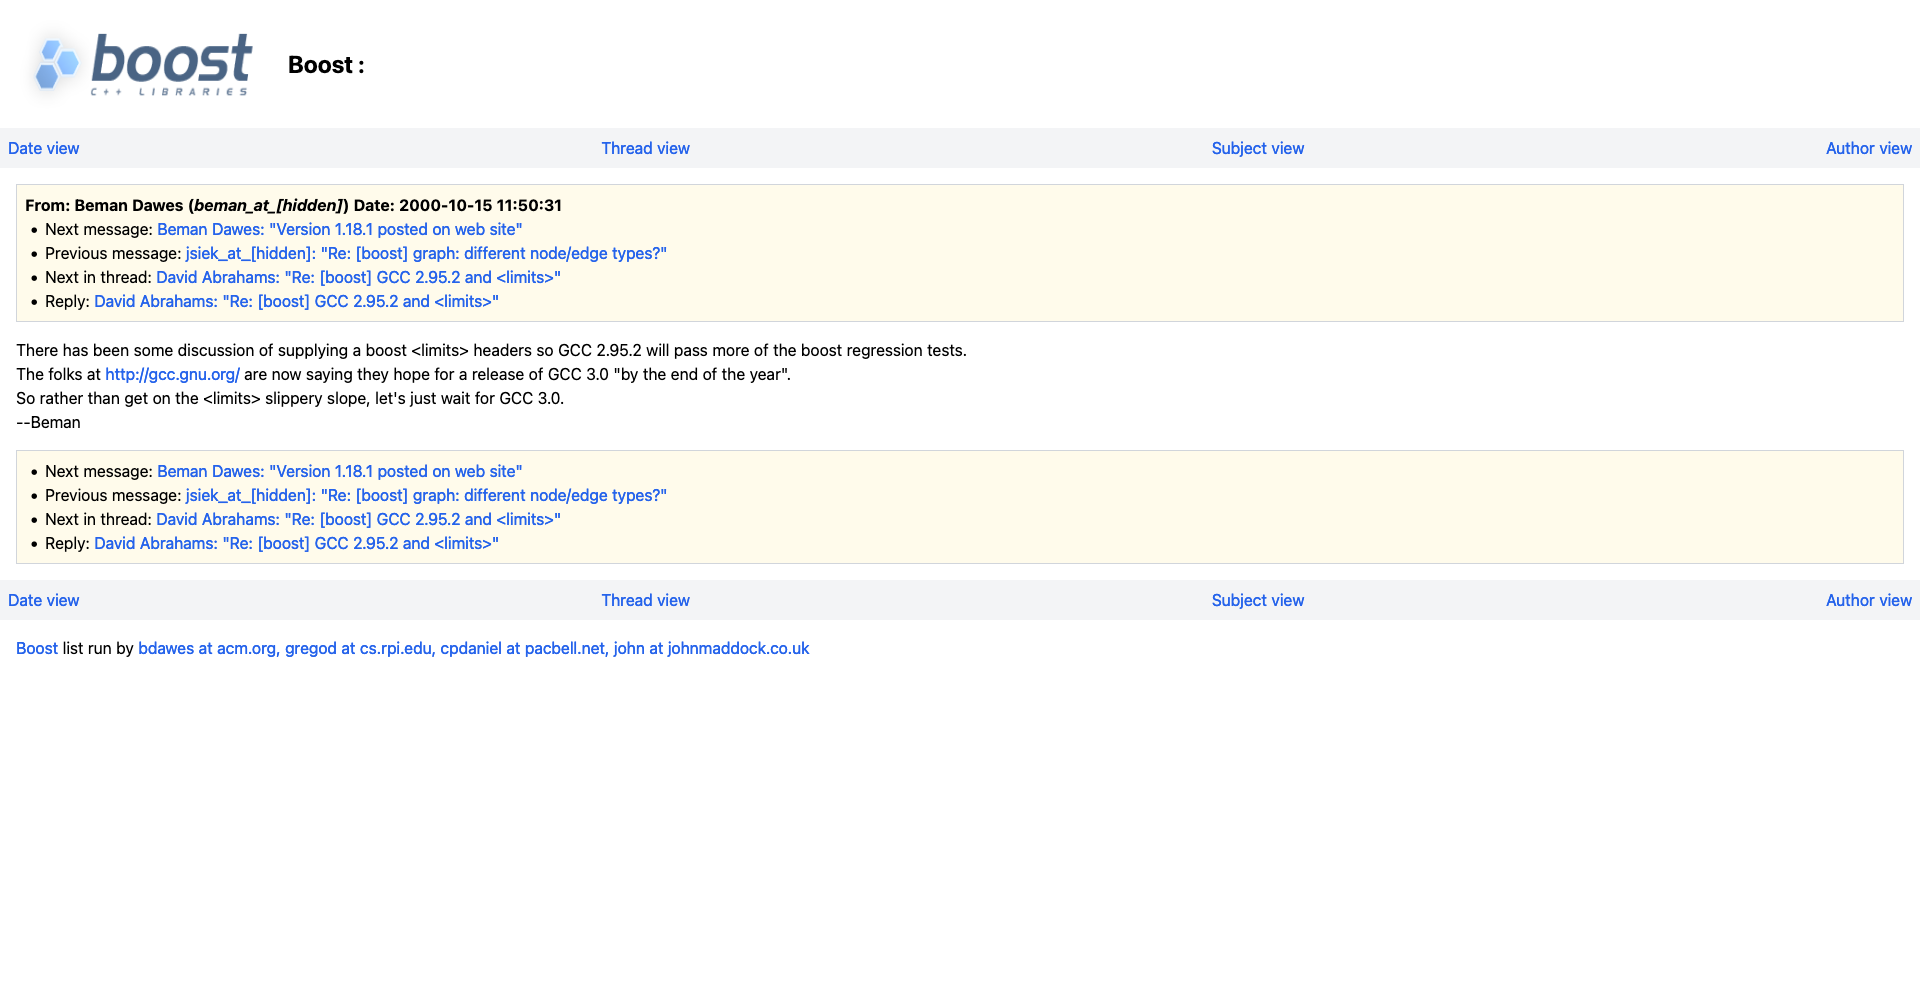 boost
C++ LIBRARIES
Boost :
Date view Thread view Subject view Author view
From: Beman Dawes (beman_at_[hidden]) Date: 2000-10-15 11:50:31
• Next message: Beman Dawes: "Version 1.18.1 posted on web site"
• Previous message: jsiek_at_[hidden]: "Re: [boost] graph: different node/edge types?"
• Next in thread: David Abrahams: "Re: [boost] GCC 2.95.2 and <limits>"
• Reply: David Abrahams: "Re: [boost] GCC 2.95.2 and <limits>"
There has been some discussion of supplying a boost <limits> headers so GCC 2.95.2 will pass more of the boost regression tests.
The folks at http://gcc.gnu.org/ are now saying they hope for a release of GCC 3.0 "by the end of the year".
So rather than get on the <limits> slippery slope, let's just wait for GCC 3.0.
--Beman
• Next message: Beman Dawes: "Version 1.18.1 posted on web site"
• Previous message: jsiek_at_[hidden]: "Re: [boost] graph: different node/edge types?"
• Next in thread: David Abrahams: "Re: [boost] GCC 2.95.2 and <limits>"
• Reply: David Abrahams: "Re: [boost] GCC 2.95.2 and <limits>"
Date view Thread view Subject view Author view
Boost list run by bdawes at acm.org, gregod at cs.rpi.edu, cpdaniel at pacbell.net, john at johnmaddock.co.uk